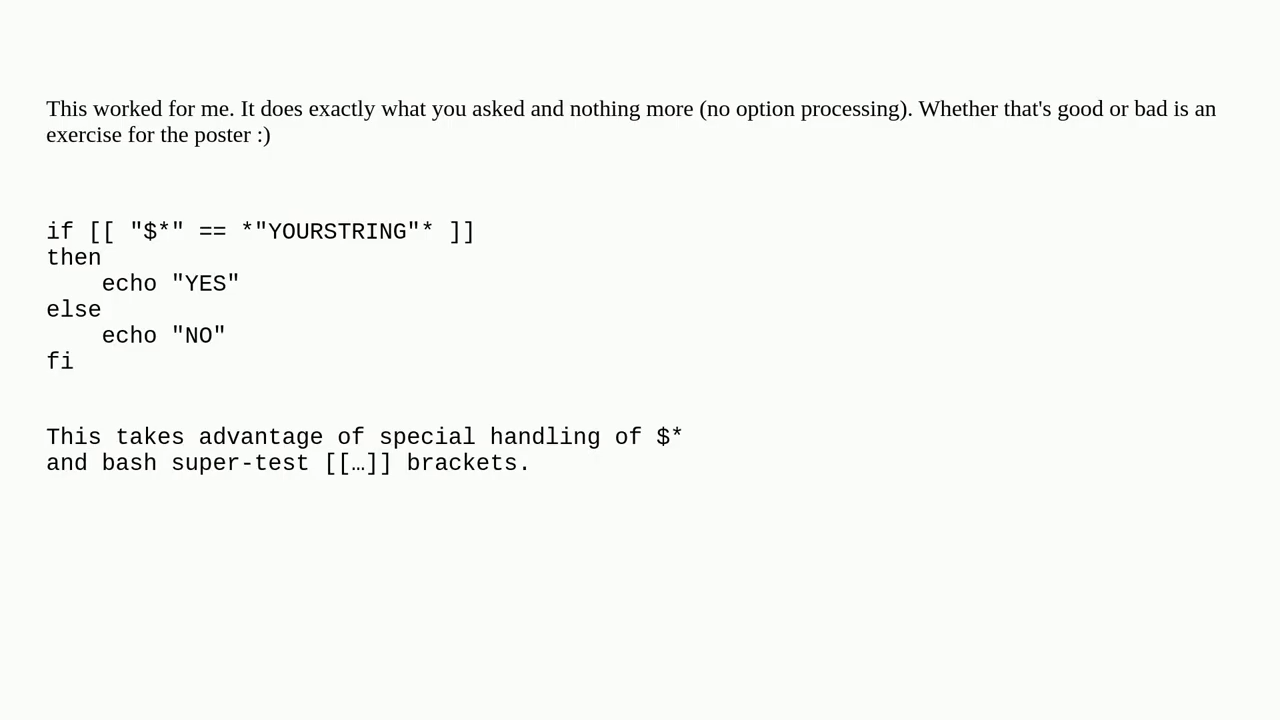 This worked for me. It does exactly what you asked and nothing more (no option processing). Whether that's good or bad is an
exercise for the poster :)
if [[ "$*" == *"YOURSTRING"* ]]
then
    echo "YES"
else
    echo "NO"
fi
This takes advantage of special handling of $*
and bash super-test [[…]] brackets.